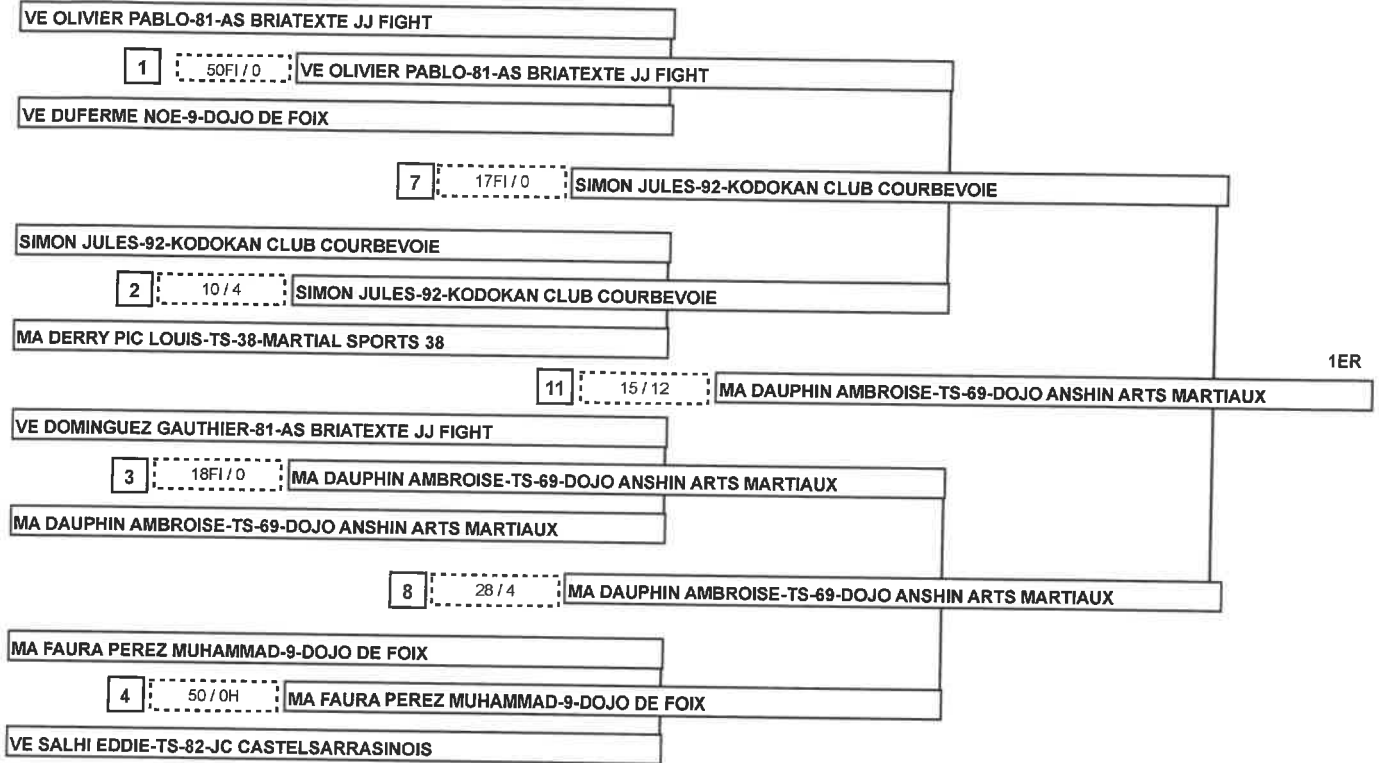 VE OLIVIER PABLO-81-AS BRIATEXTE JJ FIGHT
1 50FI / 0 VE OLIVIER PABLO-81-AS BRIATEXTE JJ FIGHT
VE DUFERME NOE-9-DOJO DE FOIX
7 17FI / 0 SIMON JULES-92-KODOKAN CLUB COURBEVOIE
SIMON JULES-92-KODOKAN CLUB COURBEVOIE
2 10 / 4 SIMON JULES-92-KODOKAN CLUB COURBEVOIE
MA DERRY PIC LOUIS-TS-38-MARTIAL SPORTS 38
1ER
11 15 / 12 MA DAUPHIN AMBROISE-TS-69-DOJO ANSHIN ARTS MARTIAUX
VE DOMINGUEZ GAUTHIER-81-AS BRIATEXTE JJ FIGHT
3 18FI / 0 MA DAUPHIN AMBROISE-TS-69-DOJO ANSHIN ARTS MARTIAUX
MA DAUPHIN AMBROISE-TS-69-DOJO ANSHIN ARTS MARTIAUX
8 28 / 4 MA DAUPHIN AMBROISE-TS-69-DOJO ANSHIN ARTS MARTIAUX
MA FAURA PEREZ MUHAMMAD-9-DOJO DE FOIX
4 50 / 0H MA FAURA PEREZ MUHAMMAD-9-DOJO DE FOIX
VE SALHI EDDIE-TS-82-JC CASTELSARRASINOIS